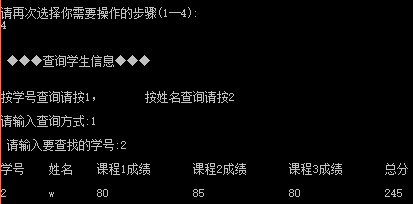 请再次选择你需要操作的步骤(1--4):
4
◆◆◆查询学生信息◆◆◆
按学号查询请按1, 按姓名查询请按2
请输入查询方式:1
请输入要查找的学号:2
学号 姓名 课程1成绩 课程2成绩 课程3成绩 总分
2 w 80 85 80 245